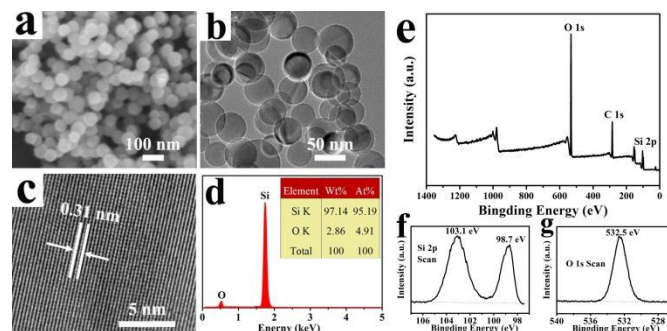 a
100 nm
b
50 nm
c
0.31 nm
5 nm
d
Si
O
Element Wt% At%
Si K 97.14 95.19
O K 2.86 4.91
Total 100 100
0 1 2 3 4 5
Energy (keV)
e
Intensity (a.u.)
O 1s
C 1s
Si 2p
1400 1200 1000 800 600 400 200 0
Bingding Energy (eV)
f
Intensity (a.u.)
Si 2p
Scan
103.1 eV
98.7 eV
106 104 102 100 98
Bingding Energy (eV)
g
Intensity (a.u.)
532.5 eV
O 1s Scan
540 536 532 528
Bingding Energy (eV)